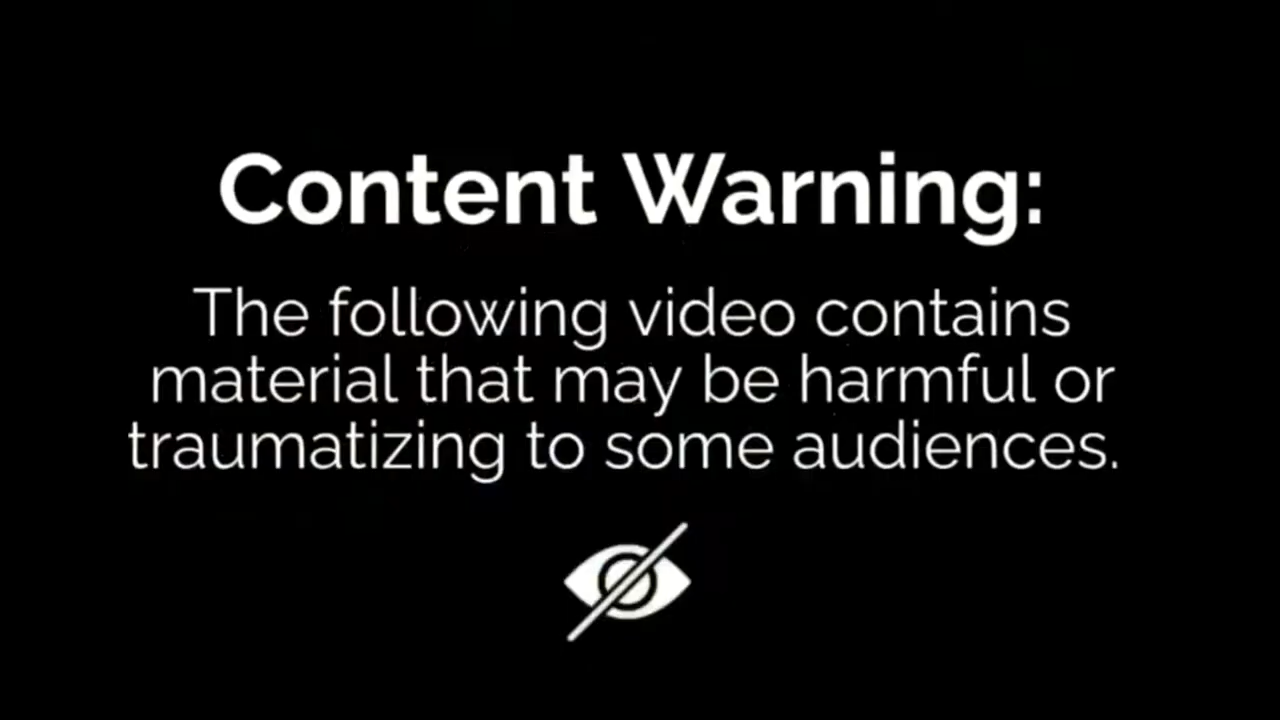 Content Warning:
The following video contains
material that may be harmful or
traumatizing to some audiences.